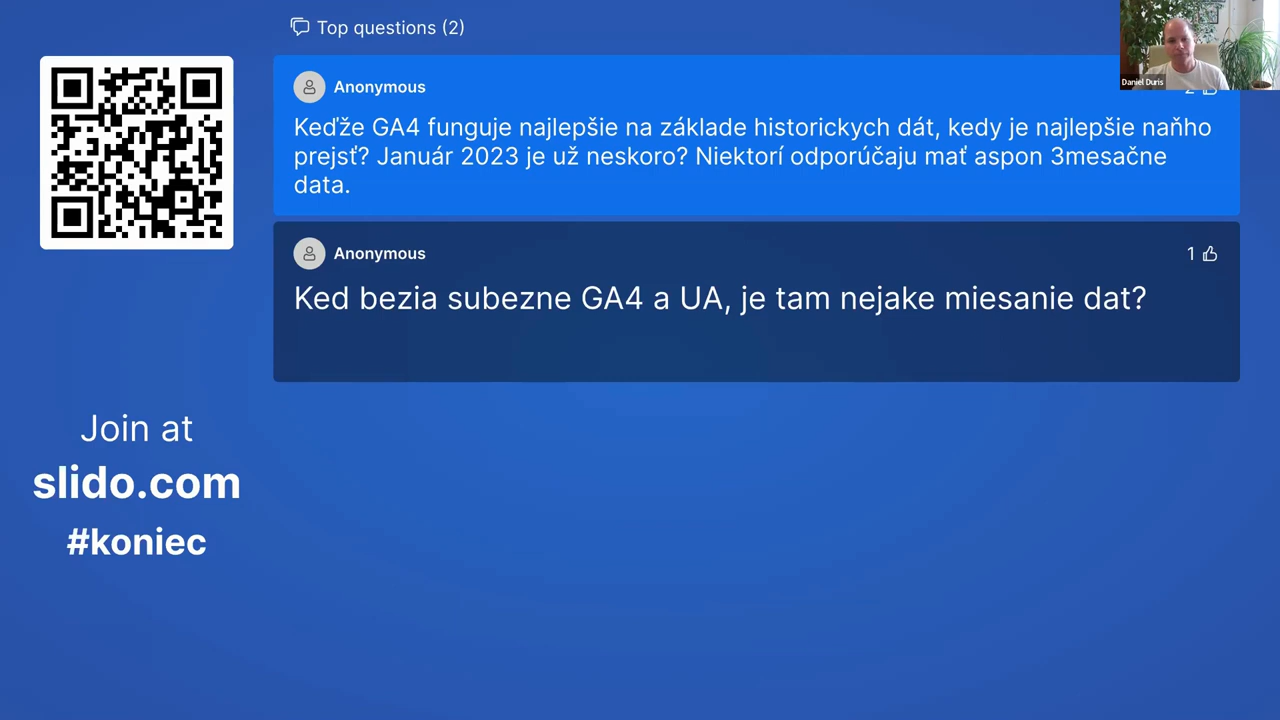 Top questions (2)
Anonymous
2
Keďže GA4 funguje najlepšie na základe historickych dát, kedy je najlepšie naňho
prejsť? Január 2023 je už neskoro? Niektorí odporúčaju mať aspon 3mesačne
data.
Anonymous
1
Ked bezia subezne GA4 a UA, je tam nejake miesanie dat?
Join at
slido.com
#koniec
Daniel Duris